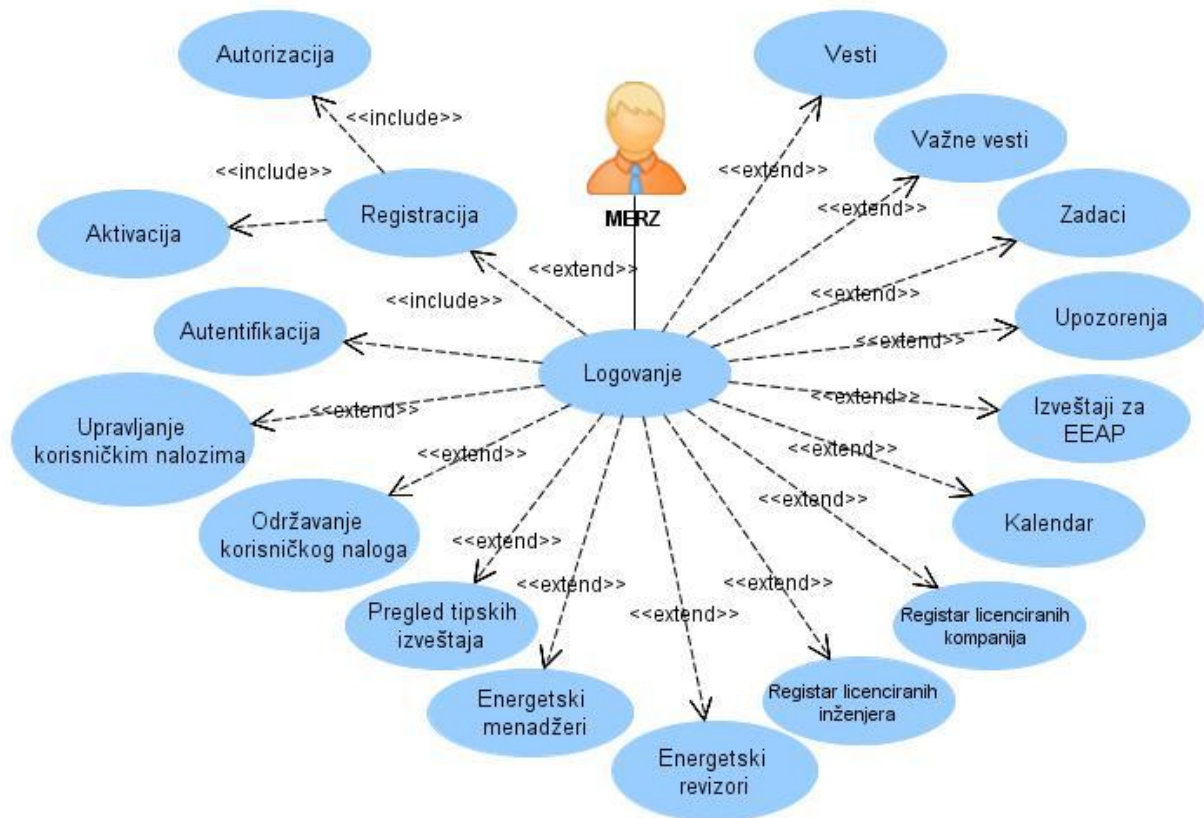 Autorizacija
Vesti
<<include>>
Važne vesti
<<include>>
<<extend>>
Registracija
MERZ
<<extend>>
Zadaci
Aktivacija
<<extend>>
<<include>>
<<extend>>
Autentifikacija
Upozorenja
<<extend>>
Logovanje
<<extend>>
<<extend>>
Izveštaji za
EEAP
Upravljanje
korisničkim nalozima
<<extend>>
<<extend>>
<<extend>>
Kalendar
Održavanje
korisničkog naloga
<<extend>>
<<extend>>
<<extend>>
<<extend>>
Pregled tipskih
izveštaja
Registar licenciranih
kompanija
Energetski
menadžeri
Registar licenciranih
inženjera
Energetski
revizori